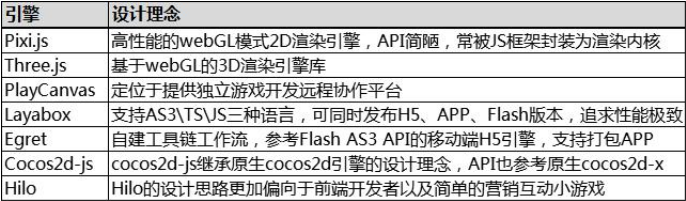 引擎 设计理念
Pixi.js 高性能的webGL模式2D渲染引擎，API简陋，常被JS框架封装为渲染内核
Three.js 基于webGL的3D渲染引擎库
PlayCanvas 定位于提供独立游戏开发远程协作平台
Layabox 支持AS3\TS\JS三种语言，可同时发布H5、APP、Flash版本，追求性能极致
Egret 自建工具链工作流，参考Flash AS3 API的移动端H5引擎，支持打包APP
Cocos2d-js cocos2d-js继承原生cocos2d引擎的设计理念，API也参考原生cocos2d-x
Hilo Hilo的设计思路更加偏向于前端开发者以及简单的营销互动小游戏